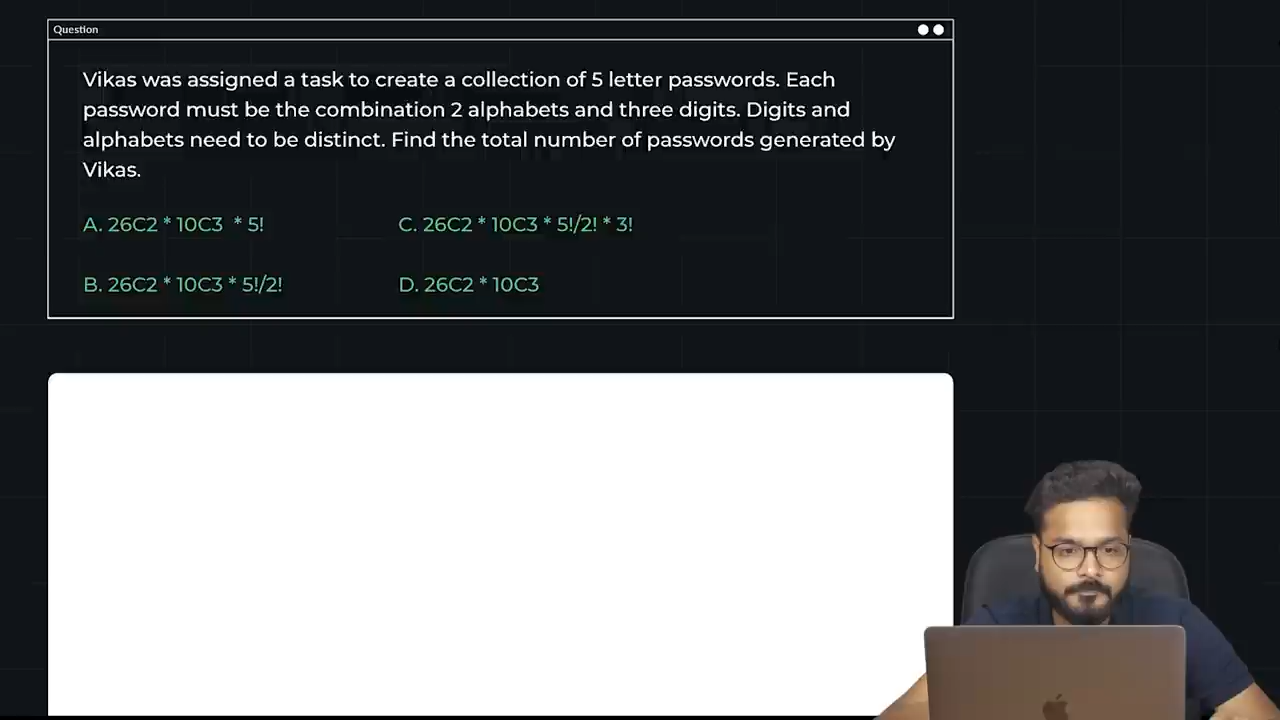 Question
Vikas was assigned a task to create a collection of 5 letter passwords. Each
password must be the combination 2 alphabets and three digits. Digits and
alphabets need to be distinct. Find the total number of passwords generated by
Vikas.
A. 26C2 * 10C3  * 5!
C. 26C2 * 10C3 * 5!/2! * 3!
B. 26C2 * 10C3 * 5!/2!
D. 26C2 * 10C3